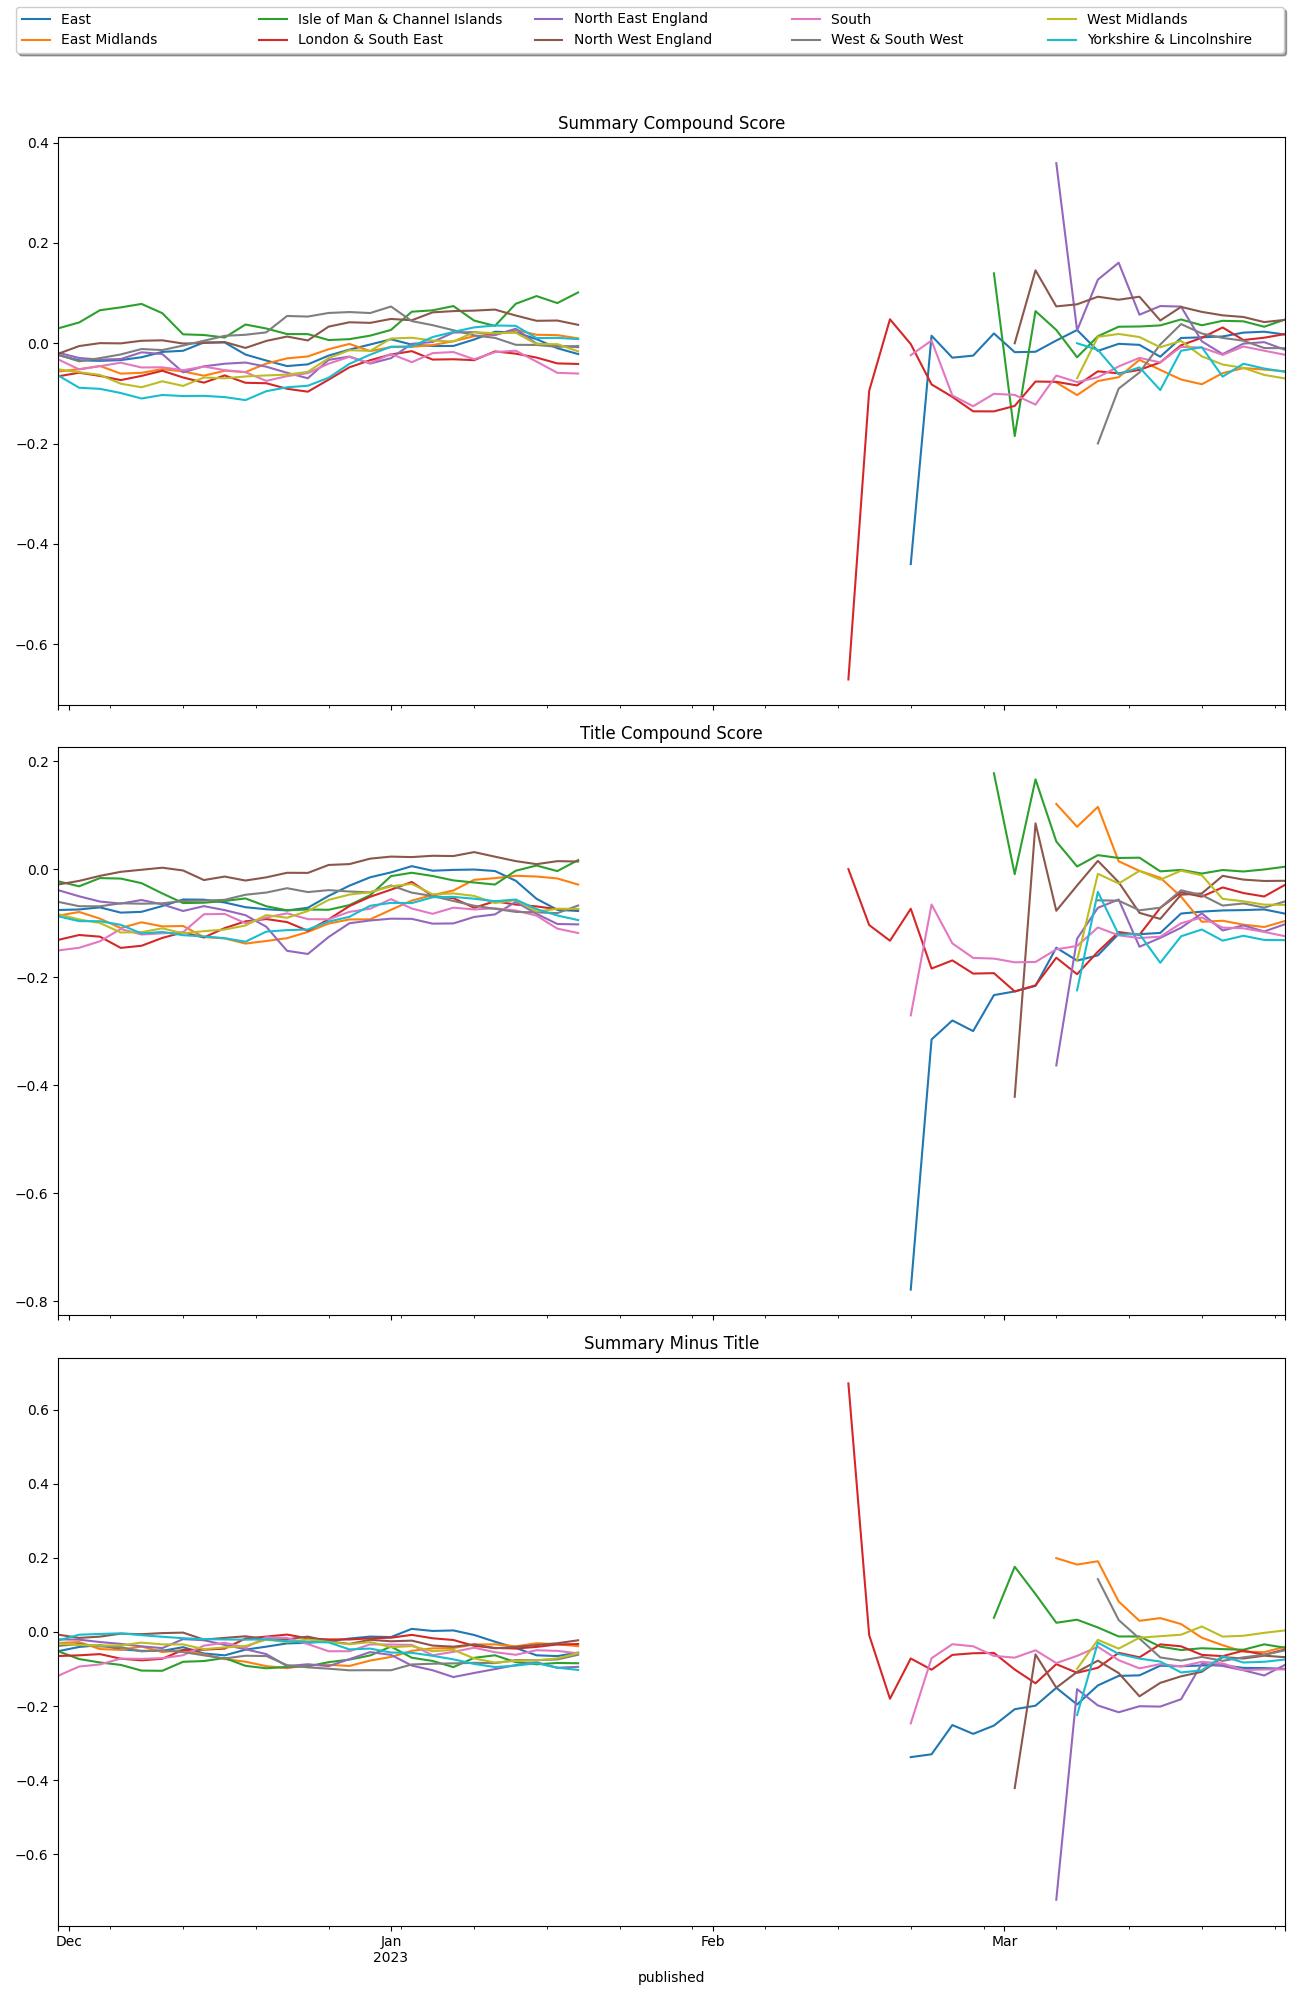 East Isle of Man & Channel Islands North East England South West Midlands
East Midlands London & South East North West England West & South West Yorkshire & Lincolnshire
Summary Compound Score
0.4
0.2
0.0
−0.2
−0.4
−0.6
Title Compound Score
0.2
0.0
−0.2
−0.4
−0.6
−0.8
Summary Minus Title
0.6
0.4
0.2
0.0
−0.2
−0.4
−0.6
Dec Jan Feb Mar
2023
published